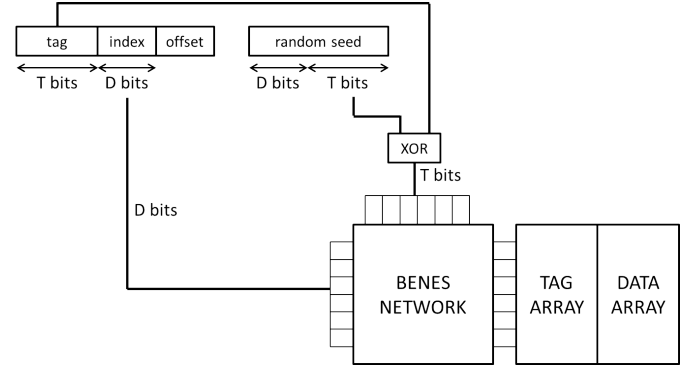 tag index offset
random seed
T bits D bits
D bits T bits
XOR
T bits
D bits
BENES
NETWORK
TAG
ARRAY
DATA
ARRAY